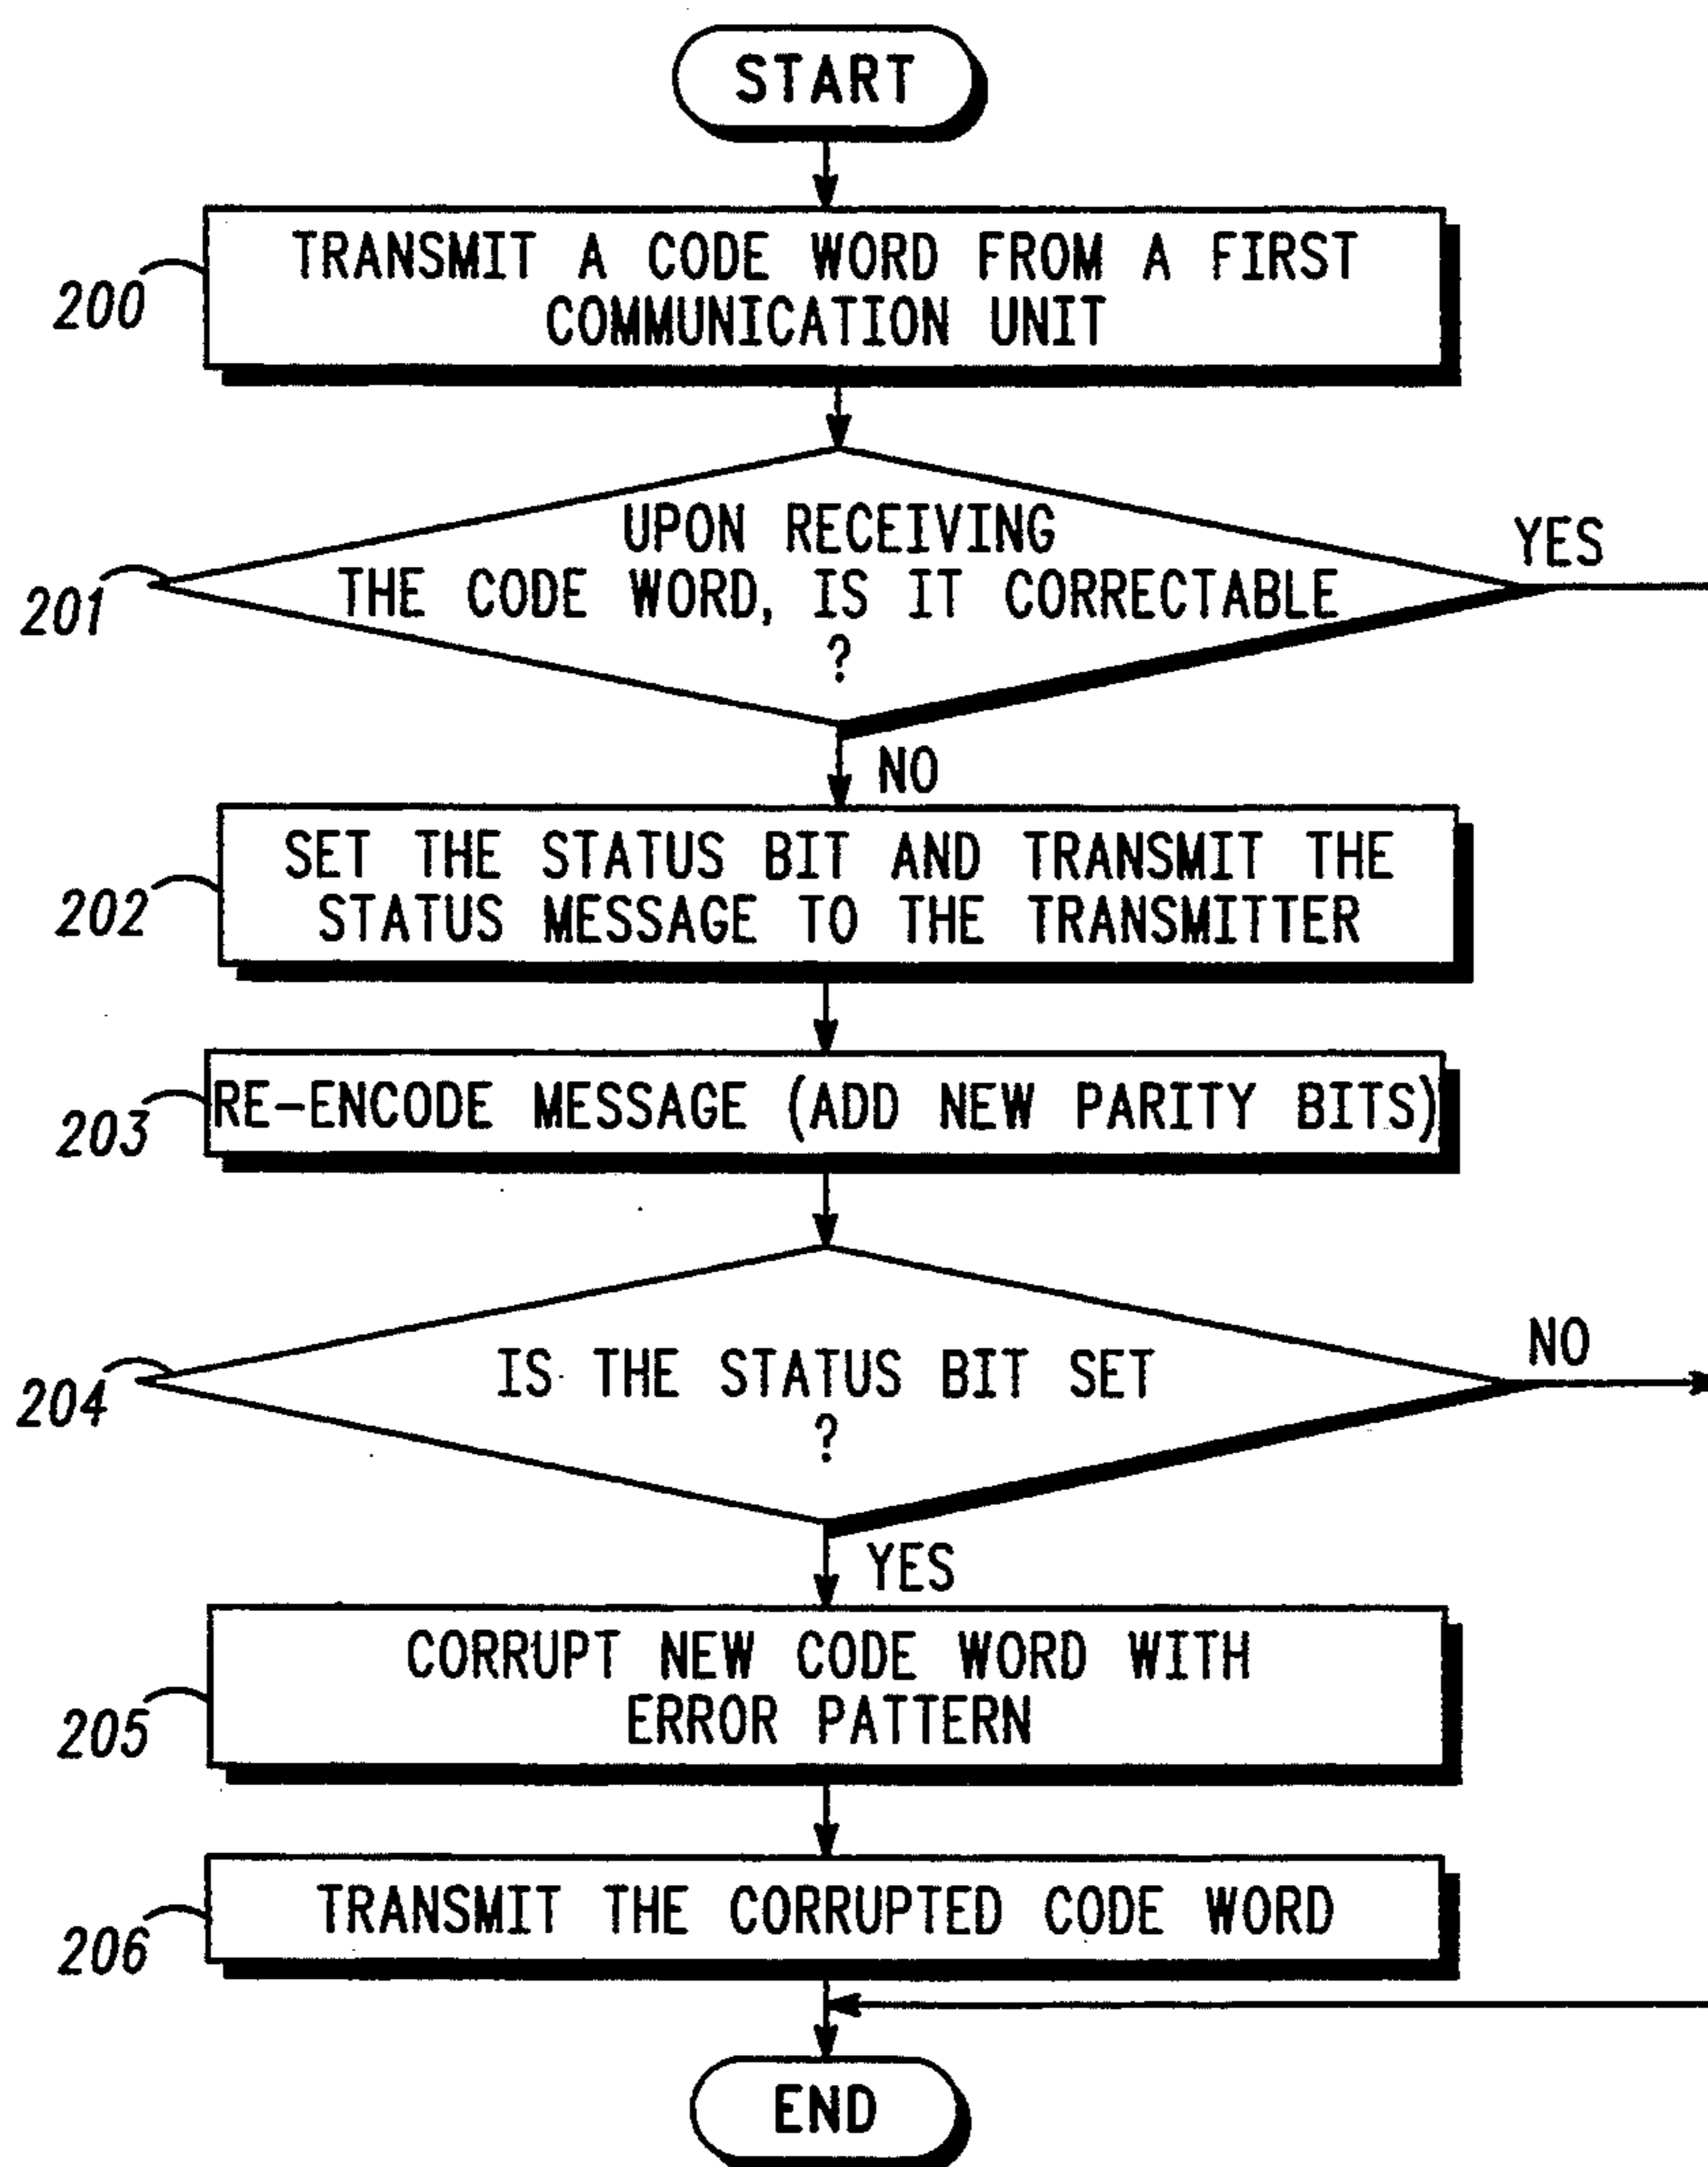 START
TRANSMIT A CODE WORD FROM A FIRST
COMMUNICATION UNIT
200
UPON RECEIVING
THE CODE WORD, IS IT CORRECTABLE
?
YES
201
NO
SET THE STATUS BIT AND TRANSMIT THE
STATUS MESSAGE TO THE TRANSMITTER
202
RE-ENCODE MESSAGE (ADD NEW PARITY BITS)
203
IS THE STATUS BIT SET
?
NO
204
YES
CORRUPT NEW CODE WORD WITH
ERROR PATTERN
205
TRANSMIT THE CORRUPTED CODE WORD
206
END